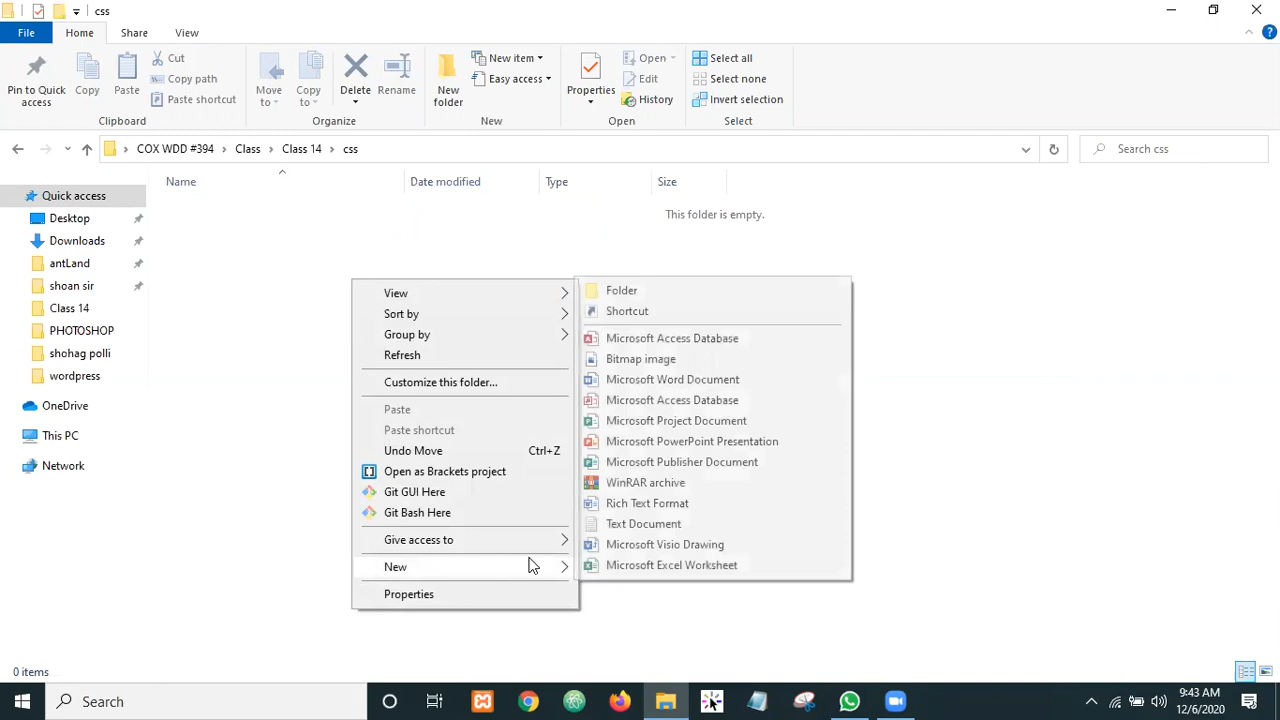 css
File Home Share View
Pin to Quick access
Copy
Paste
Cut
Copy path
Paste shortcut
Clipboard
Move to
Copy to
Delete
Rename
Organize
New folder
New item
Easy access
New
Properties
Open
Edit
History
Open
Select all
Select none
Invert selection
Select
COX WDD #394 > Class > Class 14 > css
Search css
Name Date modified Type Size
This folder is empty.
Quick access
Desktop
Downloads
antLand
shoan sir
Class 14
PHOTOSHOP
shohag polli
wordpress
OneDrive
This PC
Network
View
Sort by
Group by
Refresh
Customize this folder...
Paste
Paste shortcut
Undo Move Ctrl+Z
Open as Brackets project
Git GUI Here
Git Bash Here
Give access to
New
Properties
Folder
Shortcut
Microsoft Access Database
Bitmap image
Microsoft Word Document
Microsoft Access Database
Microsoft Project Document
Microsoft PowerPoint Presentation
Microsoft Publisher Document
WinRAR archive
Rich Text Format
Text Document
Microsoft Visio Drawing
Microsoft Excel Worksheet
0 items
Search
9:43 AM
12/6/2020